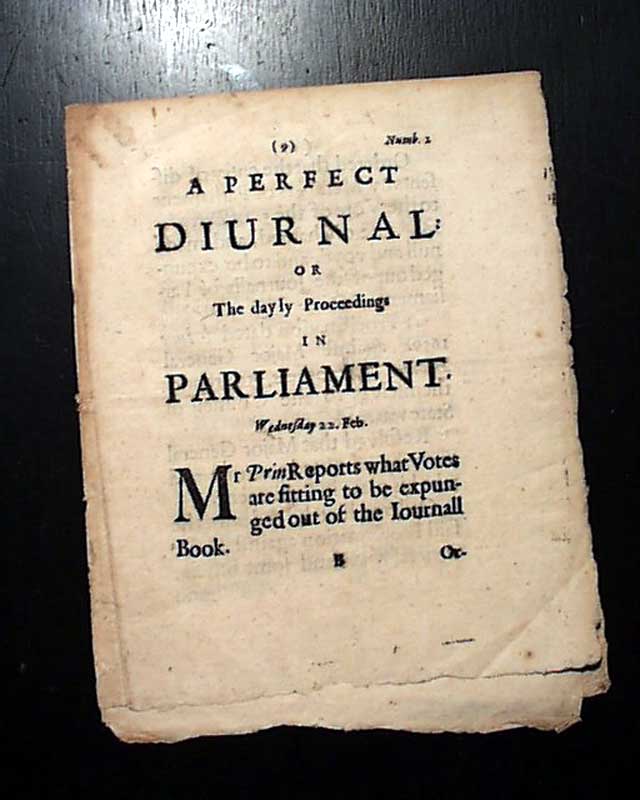 (9)
Numb. 2
A PERFECT
DIURNAL:
OR
The dayly Proceedings
IN
PARLIAMENT.
Wednesday 22. Feb.
Mr Prin Reports what Votes
are fitting to be expun-
ged out of the Iournall
Book.
B
Or-